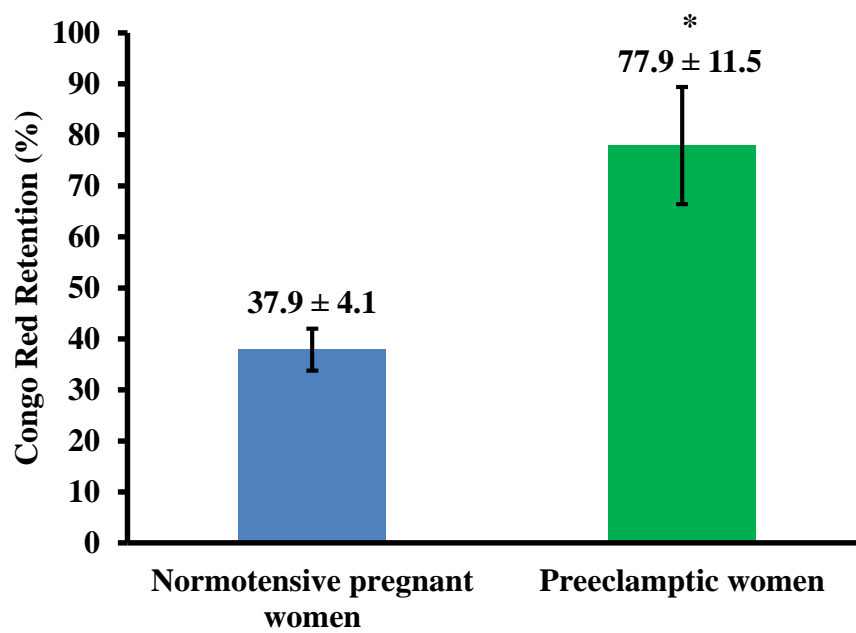 Congo Red Retention (%)
100
90
80
70
60
50
40
30
20
10
0
37.9 ± 4.1
*
77.9 ± 11.5
Normotensive pregnant
women
Preeclamptic women